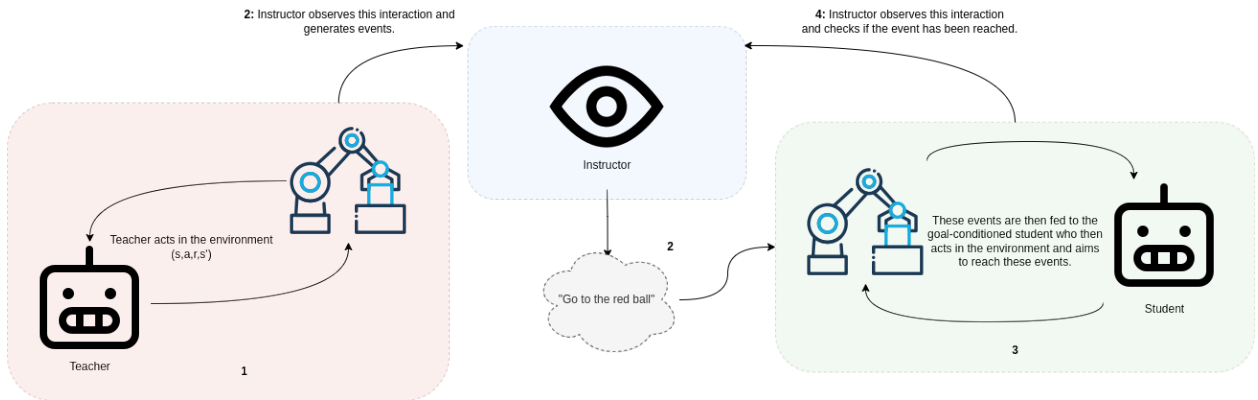 2: Instructor observes this interaction and
generates events.
4: Instructor observes this interaction
and checks if the event has been reached.
Instructor
Teacher acts in the environment
(s,a,r,s')
Teacher
1
2
"Go to the red ball"
These events are then fed to the
goal-conditioned student who then
acts in the environment and aims
to reach these events.
Student
3